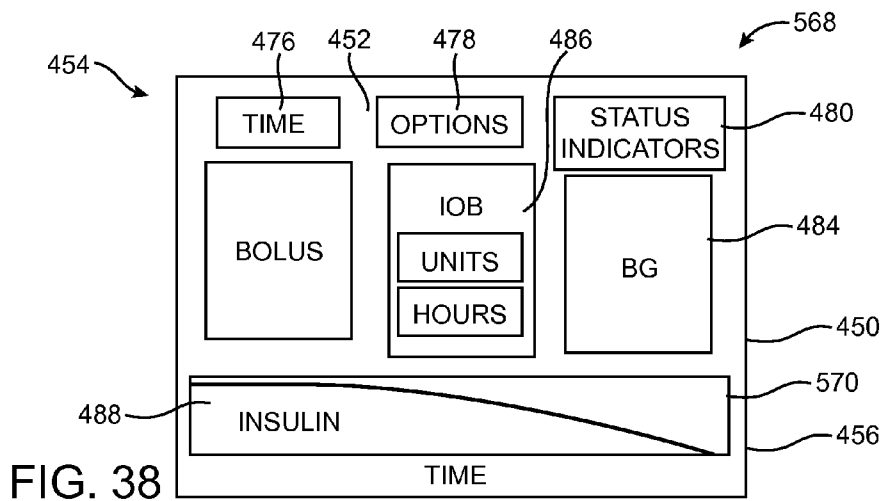 476
452
478
486
568
454
TIME
OPTIONS
STATUS
INDICATORS
480
BOLUS
IOB
UNITS
HOURS
BG
484
450
570
488
INSULIN
456
TIME
FIG. 38